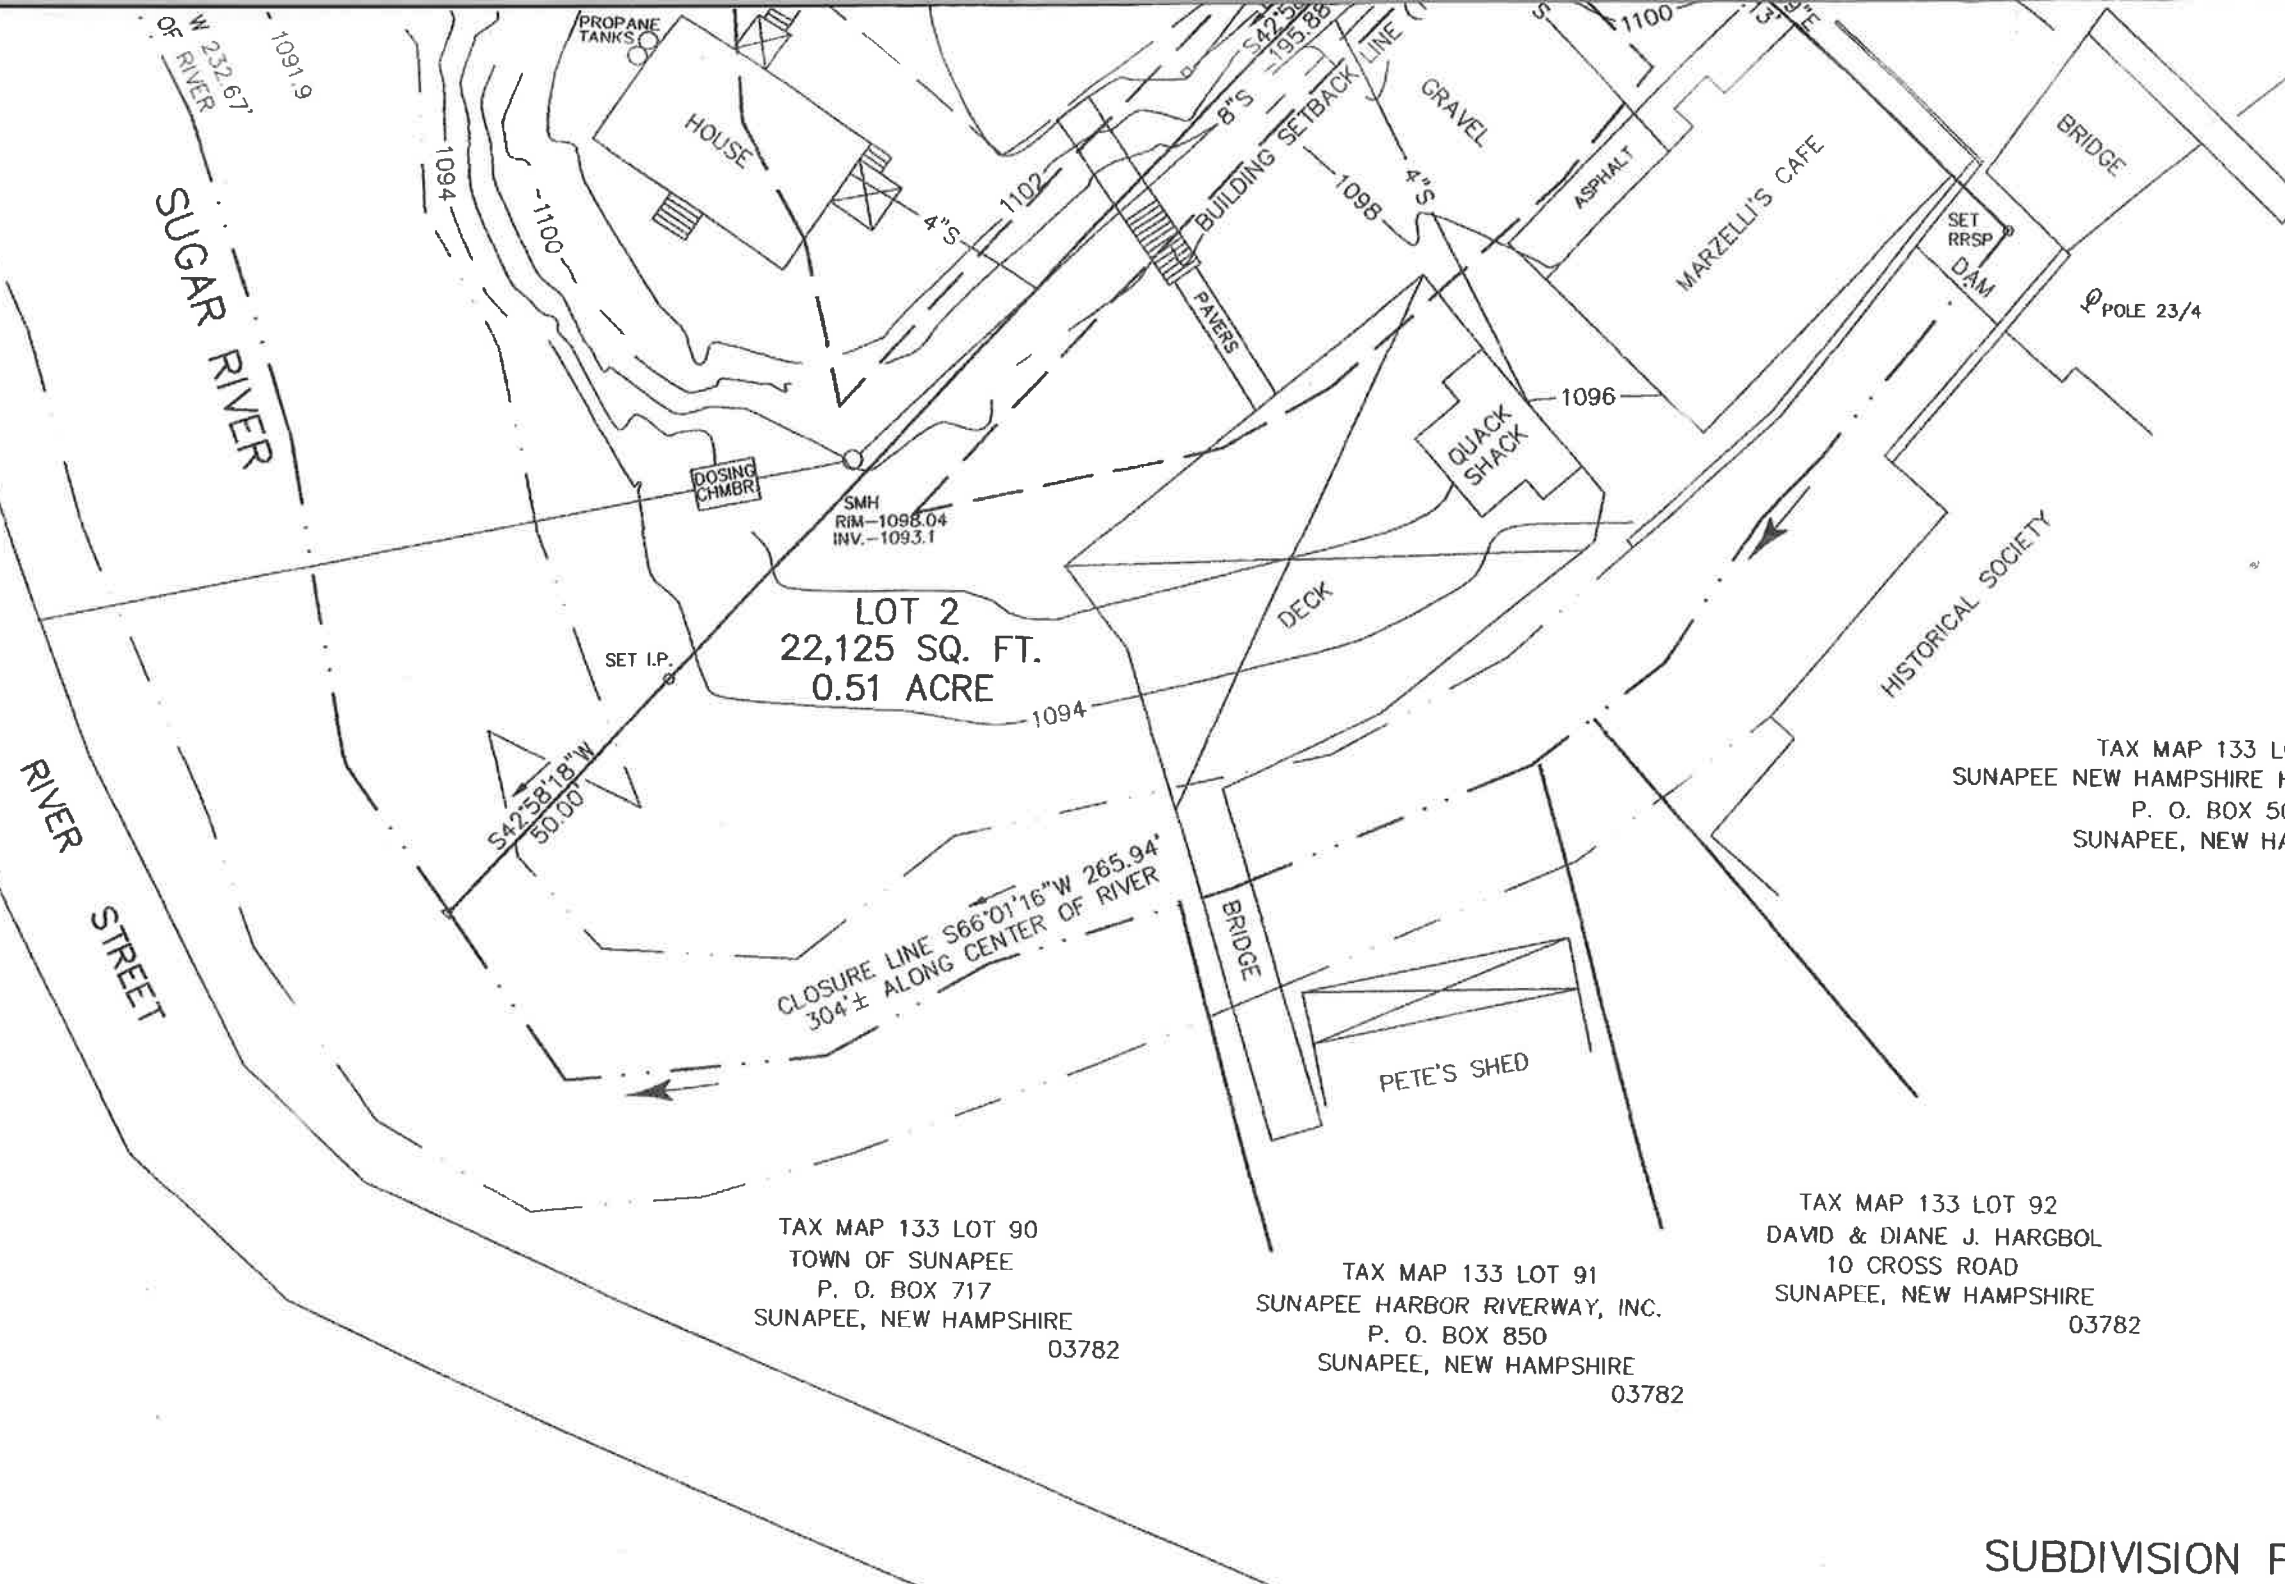 W 232.67'
OF RIVER
1091.9
PROPANE
TANKS
HOUSE
1094
-1100-
SUGAR RIVER
4"S
1102
8"S
195.88
BUILDING SETBACK LINE
GRAVEL
1100
4"S
1098
ASPHALT
MARZELLI'S CAFE
BRIDGE
SET
RRSP
DAM
POLE 23/4
PAVERS
1096
QUACK
SHACK
DOSING
CHMBR.
SMH
RIM-1098.04
INV.-1093.1
DECK
HISTORICAL SOCIETY
LOT 2
22,125 SQ. FT.
0.51 ACRE
SET I.P.
1094
S42°58'18"W
50.00'
RIVER STREET
CLOSURE LINE S66°01'16"W 265.94'
304'± ALONG CENTER OF RIVER
BRIDGE
PETE'S SHED
TAX MAP 133
SUNAPEE NEW HAMPSHIRE
P. O. BOX
SUNAPEE, NEW
TAX MAP 133 LOT 90
TOWN OF SUNAPEE
P. O. BOX 717
SUNAPEE, NEW HAMPSHIRE
03782
TAX MAP 133 LOT 91
SUNAPEE HARBOR RIVERWAY, INC.
P. O. BOX 850
SUNAPEE, NEW HAMPSHIRE
03782
TAX MAP 133 LOT 92
DAVID & DIANE J. HARGBOL
10 CROSS ROAD
SUNAPEE, NEW HAMPSHIRE
03782
SUBDIVISION